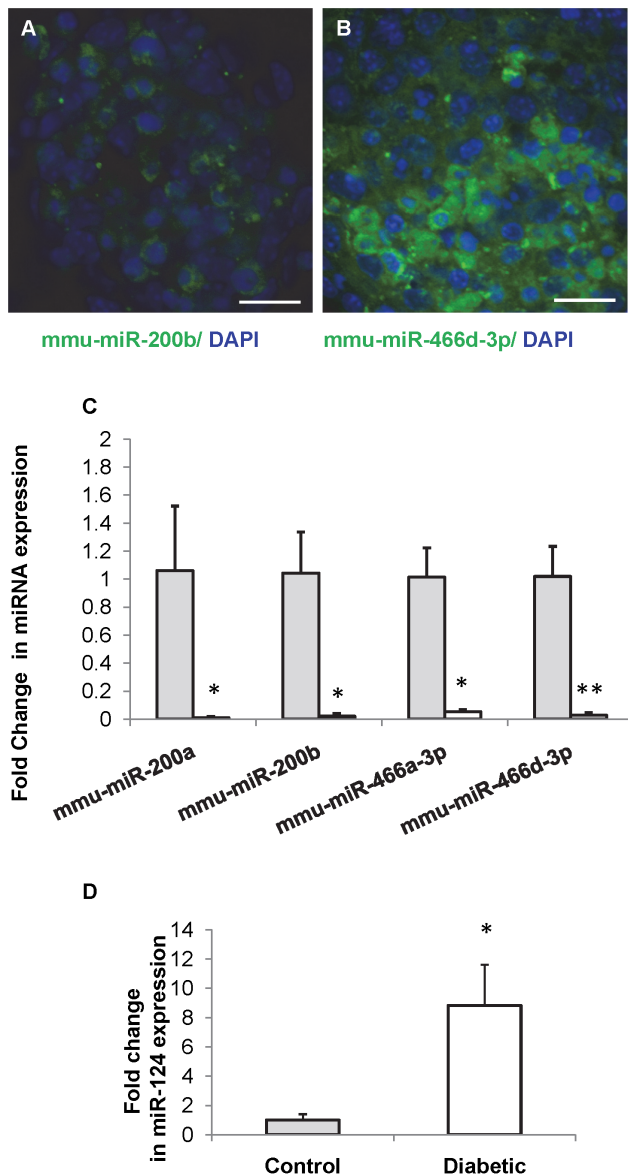 A
B
mmu-miR-200b/ DAPI
mmu-miR-466d-3p/ DAPI
C
Fold Change in miRNA expression
2
1.8
1.6
1.4
1.2
1
0.8
0.6
0.4
0.2
0
*
*
*
**
mmu-miR-200a
mmu-miR-200b
mmu-miR-466a-3p
mmu-miR-466d-3p
D
Fold change
in miR-124 expression
14
12
10
8
6
4
2
0
*
Control
Diabetic